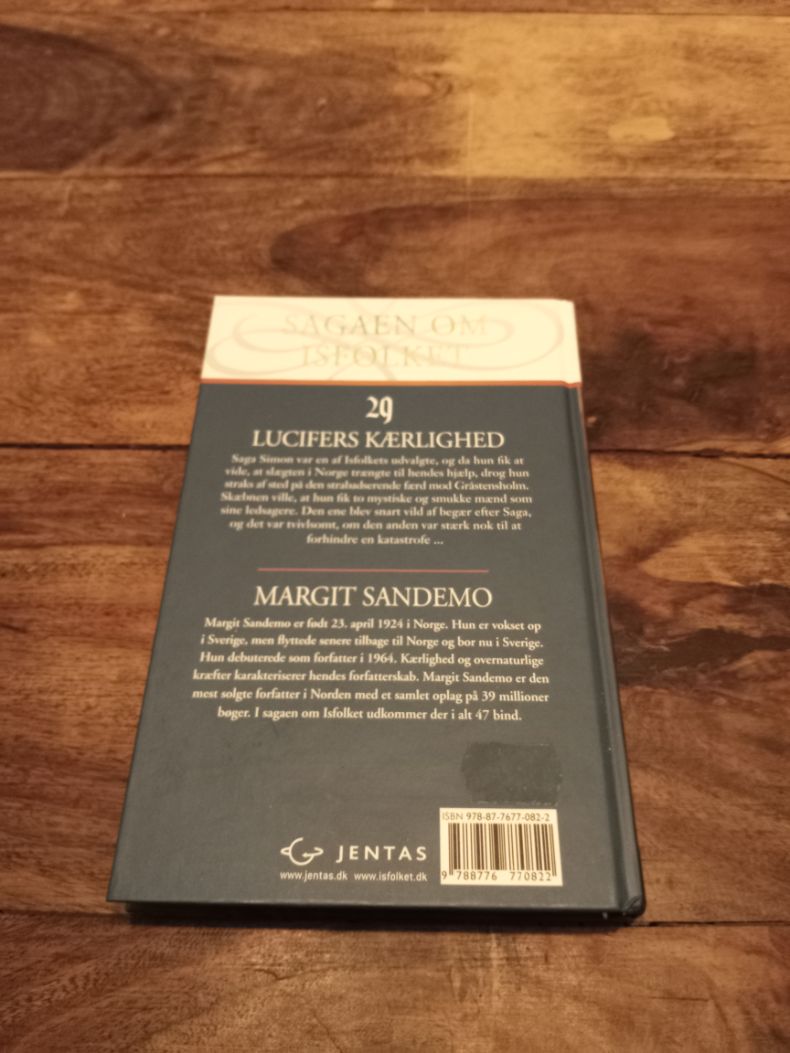 SAGAEN OM
ISFOLKET
29
LUCIFERS KÆRLIGHED
Saga Simon var en af Isfolkets udvalgte, og da hun fik at
vide, at slægten i Norge trængte til hendes hjælp, drog hun
straks af sted på den strabadserende færd mod Gråstensholm.
Skæbnen ville, at hun fik to mystiske og smukke mænd som
sine ledsagere. Den ene blev snart vild af begær efter Saga,
og det var tvivlsomt, om den anden var stærk nok til at
forhindre en katastrofe ...
MARGIT SANDEMO
Margit Sandemo er født 23. april 1924 i Norge. Hun er vokset op
i Sverige, men flyttede senere tilbage til Norge og bor nu i Sverige.
Hun debuterede som forfatter i 1964. Kærlighed og overnaturlige
kræfter karakteriserer hendes forfatterskab. Margit Sandemo er den
mest solgte forfatter i Norden med et samlet oplag på 39 millioner
bøger. I sagaen om Isfolket udkommer der i alt 47 bind.
ISBN 978-87-7677-082-2
JENTAS
www.jentas.dk www.isfolket.dk
9 788776 770822